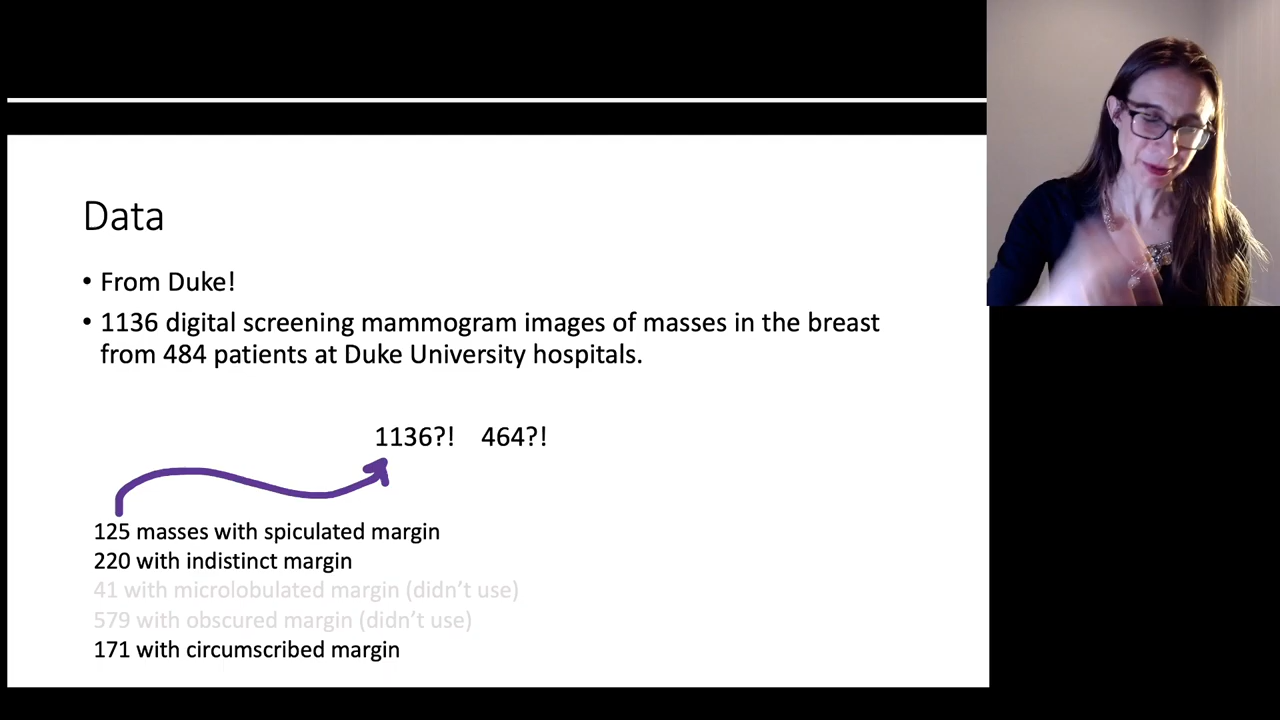 Data
• From Duke!
• 1136 digital screening mammogram images of masses in the breast
from 484 patients at Duke University hospitals.
1136?! 464?!
125 masses with spiculated margin
220 with indistinct margin
41 with microlobulated margin (didn't use)
579 with obscured margin (didn't use)
171 with circumscribed margin